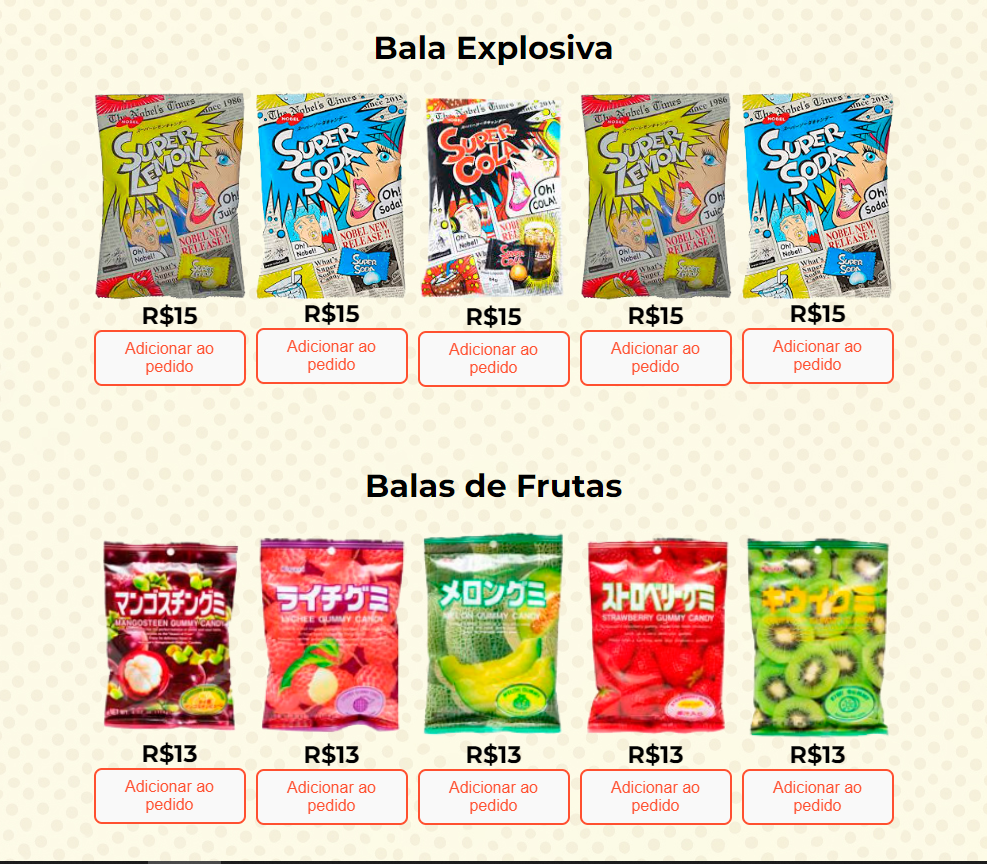 Bala Explosiva
The Nobel's Times since 1986
NOBEL
SUPER
LEMON
Oh!
Nobel!
NOBEL NEW
RELEASE !!
What's
Super
The Nobel's Times since 2013
NOBEL
SUPER
SODA
Oh!
Soda!
Oh!
Nobel!
NOBEL NEW
RELEASE !!
What's
Super
SUPER
SODA
The Nobel's Times since 2014
SUPER
COLA
Oh!
COLA!
Oh!
Nobel!
The Nobel's Times since 1986
NOBEL
SUPER
LEMON
Oh!
Nobel!
NOBEL NEW
RELEASE !!
What's
Super
The Nobel's Times since 2013
NOBEL
SUPER
SODA
Oh!
Soda!
Oh!
Nobel!
NOBEL NEW
RELEASE !!
What's
Super
SUPER
SODA
R$15
R$15
R$15
R$15
R$15
Adicionar ao
pedido
Adicionar ao
pedido
Adicionar ao
pedido
Adicionar ao
pedido
Adicionar ao
pedido
Balas de Frutas
マンゴスチングミ
MANGOSTEEN GUMMY CANDY
ライチグミ
LYCHEE GUMMY CANDY
メロングミ
MELON GUMMY CANDY
ストロベリーグミ
STRAWBERRY GUMMY CANDY
キウイグミ
R$13
R$13
R$13
R$13
R$13
Adicionar ao
pedido
Adicionar ao
pedido
Adicionar ao
pedido
Adicionar ao
pedido
Adicionar ao
pedido